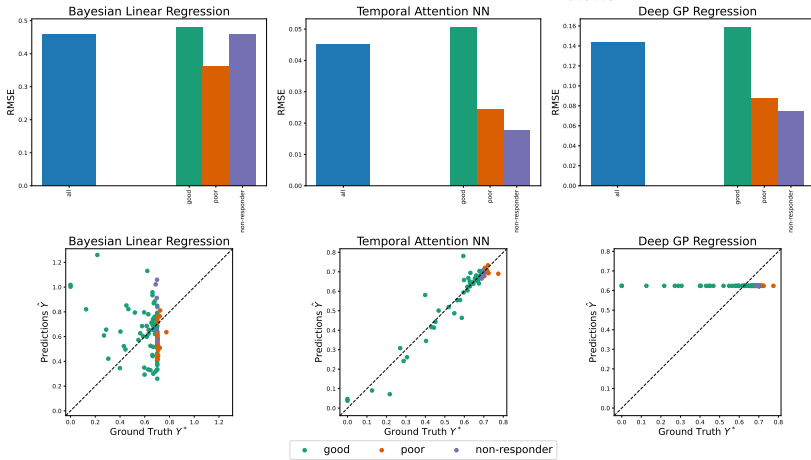 Bayesian Linear Regression
RMSE
0.5
0.4
0.3
0.2
0.1
0.0
all
good
poor
non-responder
Temporal Attention NN
RMSE
0.05
0.04
0.03
0.02
0.01
0.00
all
good
poor
non-responder
Deep GP Regression
RMSE
0.16
0.14
0.12
0.10
0.08
0.06
0.04
0.02
0.00
all
good
poor
non-responder
Bayesian Linear Regression
Predictions Ŷ
1.2
1.0
0.8
0.6
0.4
0.2
0.0
0.0 0.2 0.4 0.6 0.8 1.0 1.2
Ground Truth Y*
Temporal Attention NN
Predictions Ŷ
0.8
0.7
0.6
0.5
0.4
0.3
0.2
0.1
0.0
0.0 0.1 0.2 0.3 0.4 0.5 0.6 0.7 0.8
Ground Truth Y*
Deep GP Regression
Predictions Ŷ
0.8
0.7
0.6
0.5
0.4
0.3
0.2
0.1
0.0
0.0 0.1 0.2 0.3 0.4 0.5 0.6 0.7 0.8
Ground Truth Y*
good poor non-responder